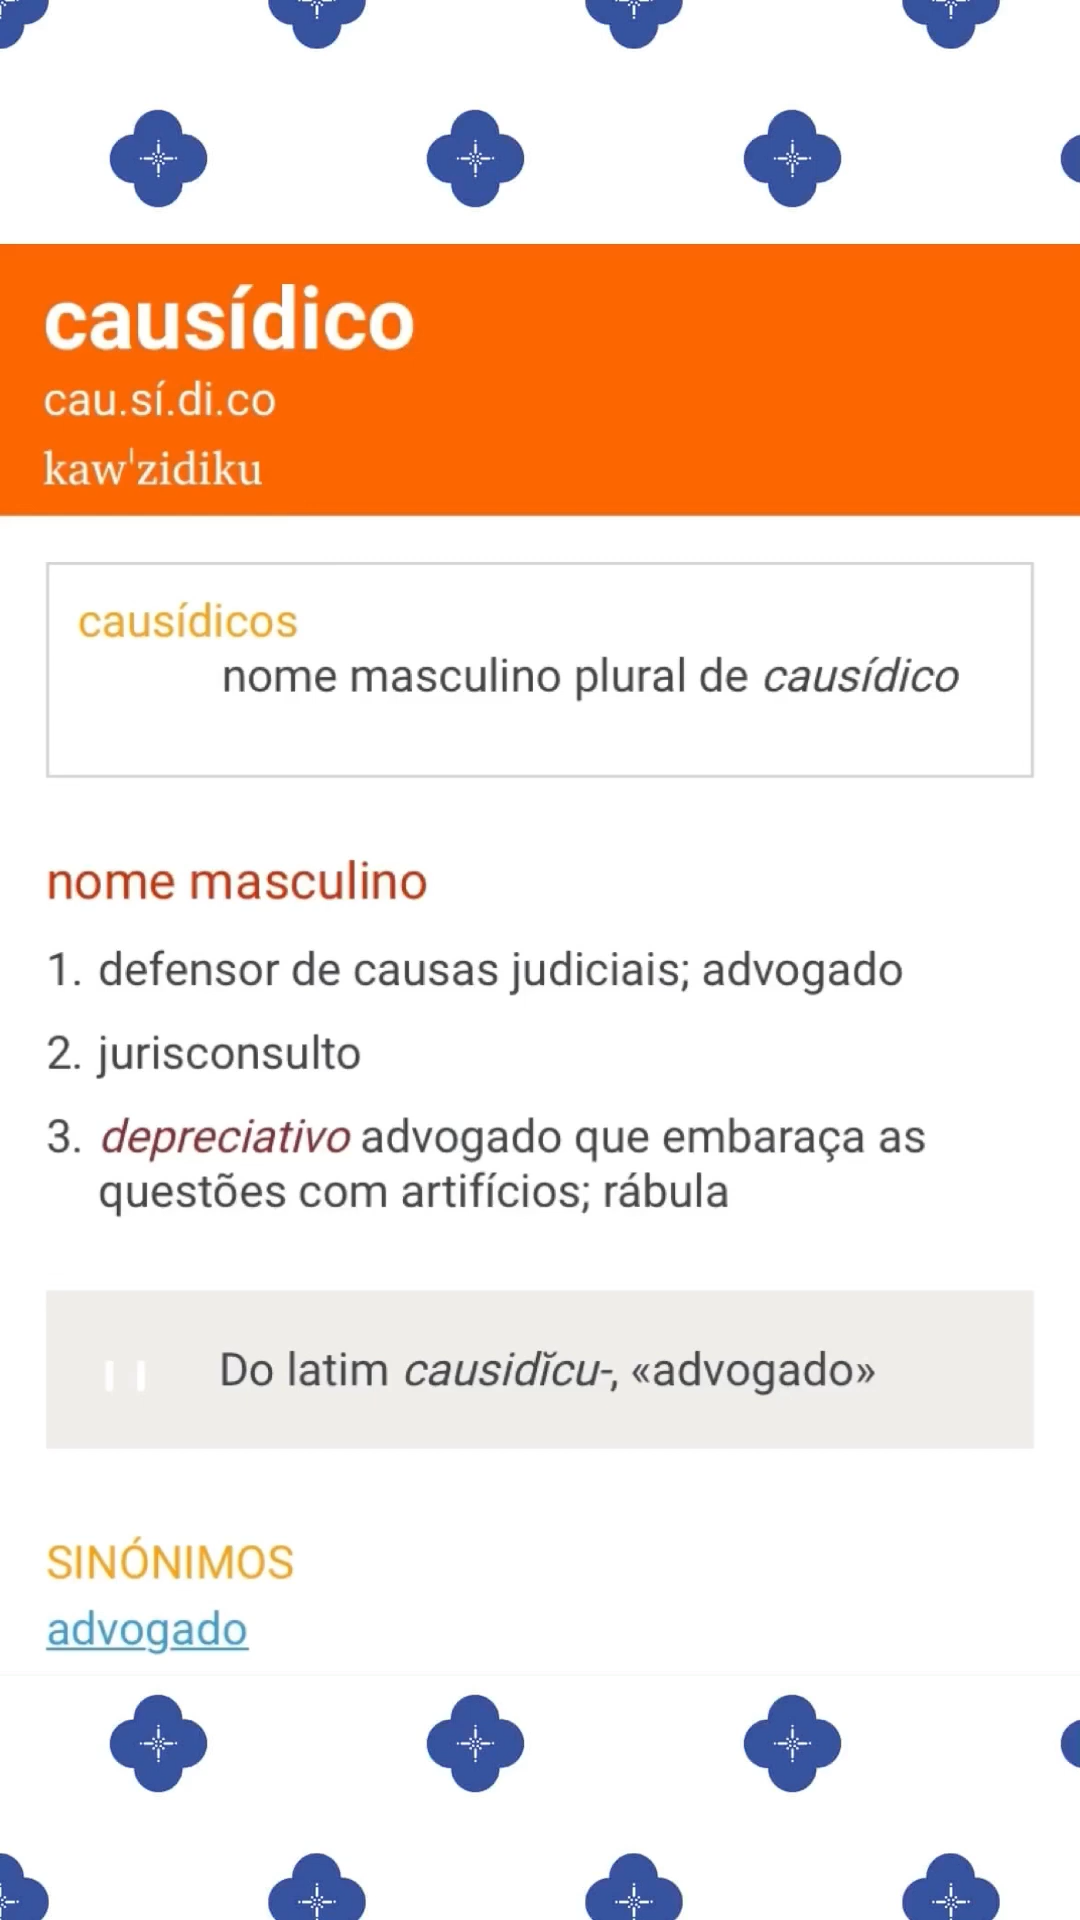 causídico
cau.sí.di.co
kaw'zidiku
causídicos
nome masculino plural de causídico
nome masculino
1. defensor de causas judiciais; advogado
2. jurisconsulto
3. depreciativo advogado que embaraça as
questões com artifícios; rábula
Do latim causidĭcu-, «advogado»
SINÓNIMOS
advogado